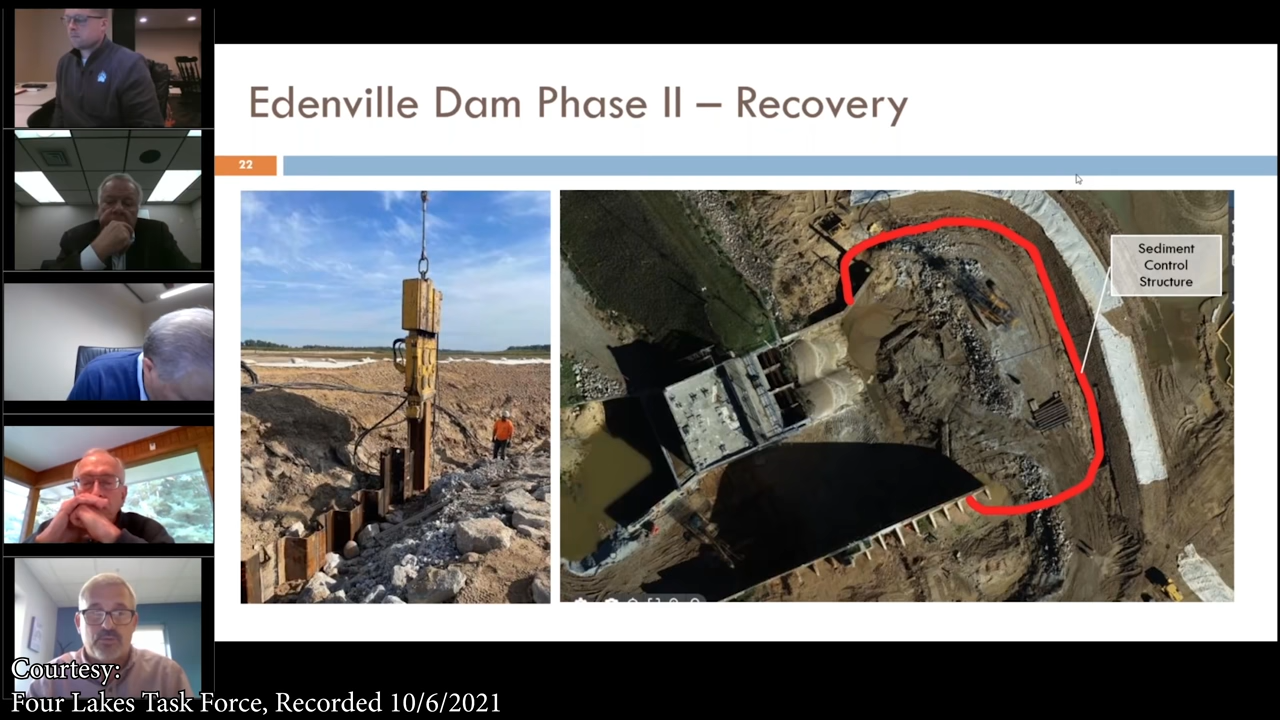 Edenville Dam Phase II – Recovery
22
Sediment
Control
Structure
Courtesy:
Four Lakes Task Force, Recorded 10/6/2021